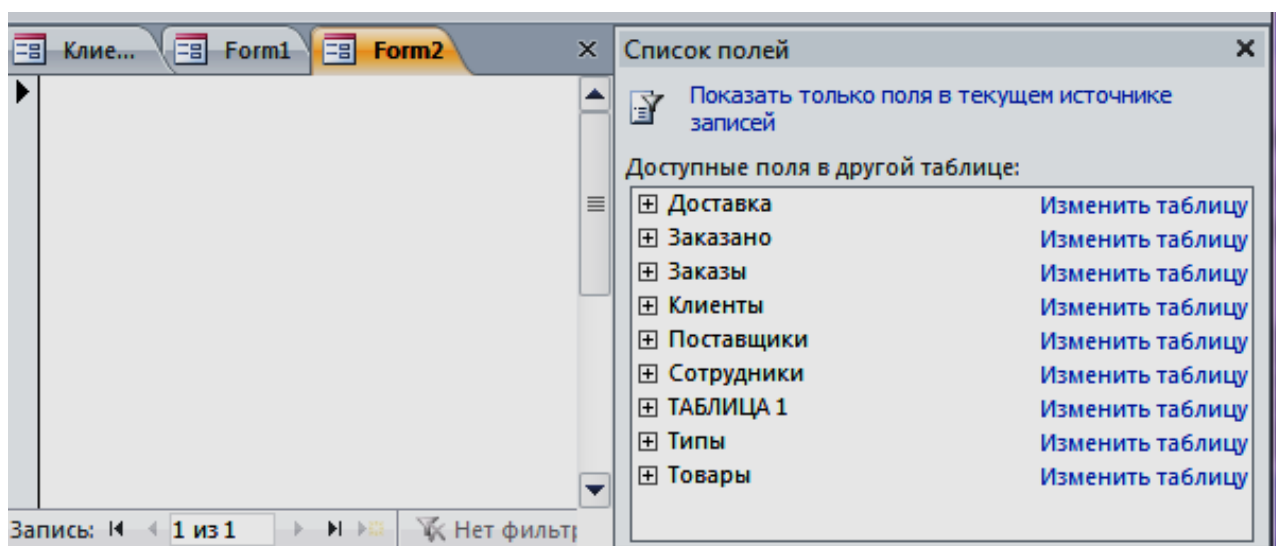 Клие... Form1 Form2
Список полей
Показать только поля в текущем источнике
записей
Доступные поля в другой таблице:
Доставка Изменить таблицу
Заказано Изменить таблицу
Заказы Изменить таблицу
Клиенты Изменить таблицу
Поставщики Изменить таблицу
Сотрудники Изменить таблицу
ТАБЛИЦА 1 Изменить таблицу
Типы Изменить таблицу
Товары Изменить таблицу
Запись: 1 из 1 Нет фильтр